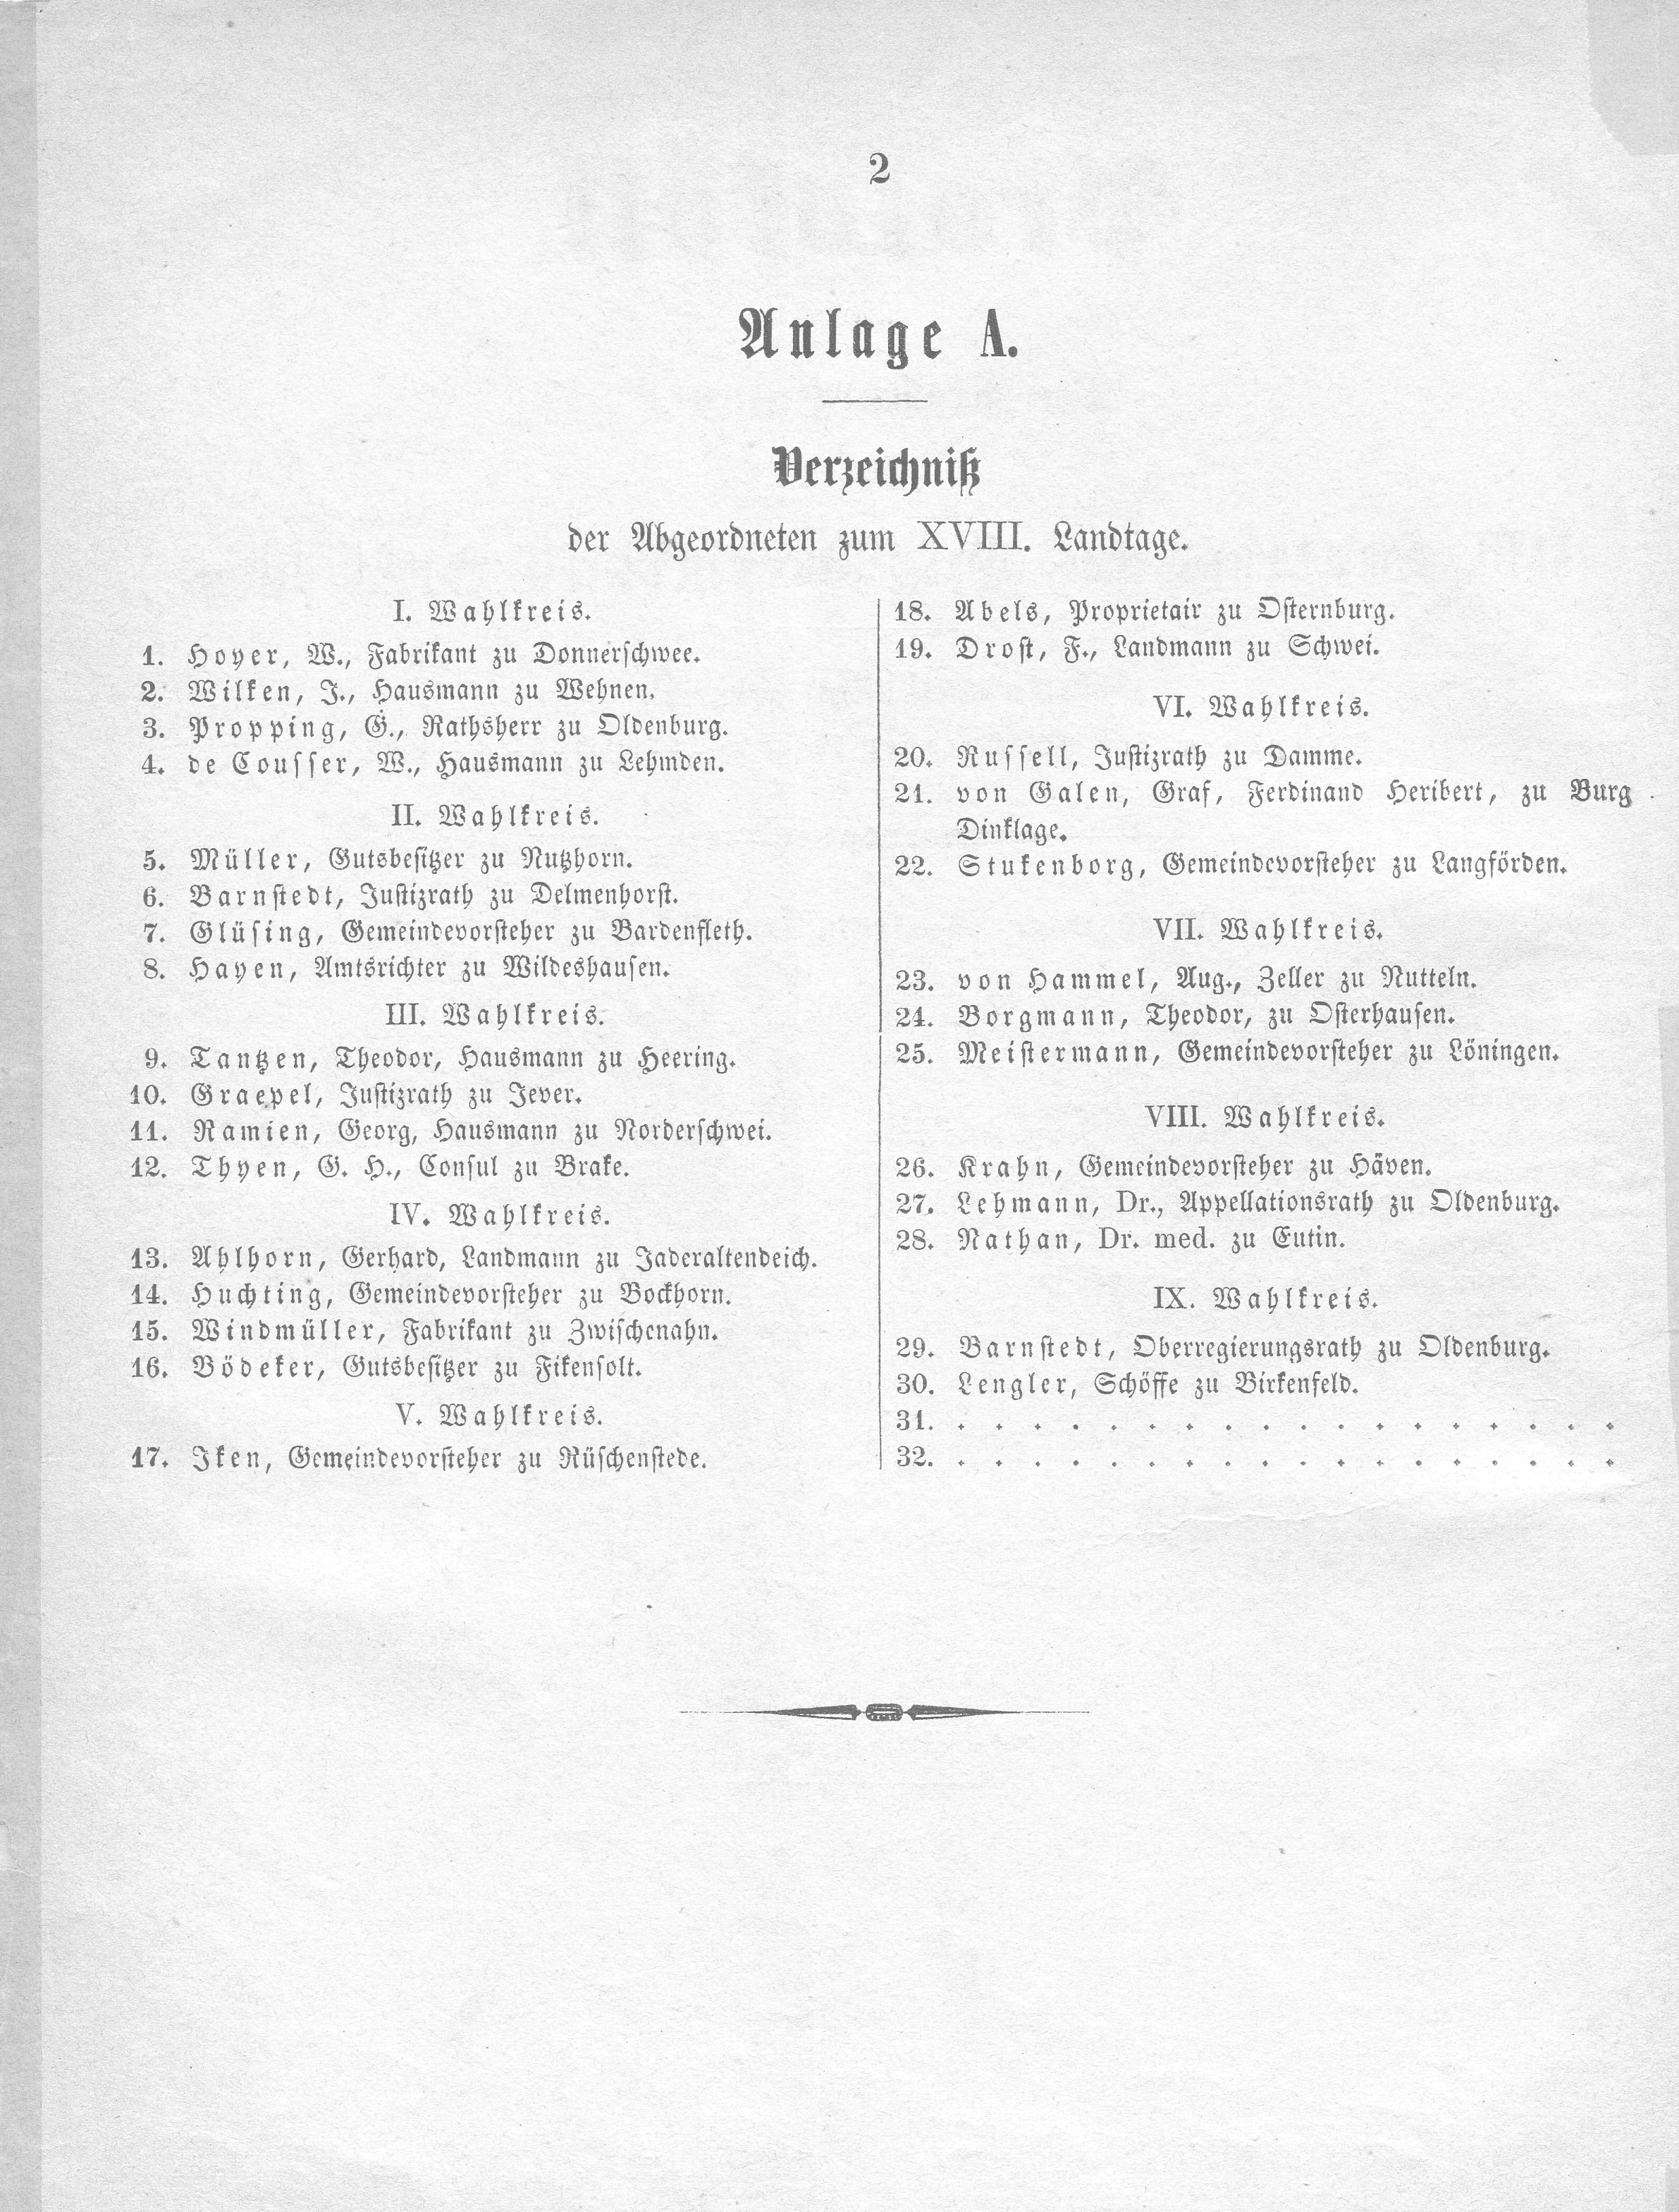 2
Anlage A.
Verzeichniß
der Abgeordneten zum XVIII. Landtage.
I. Wahlkreis.
1. Hoyer, W., Fabrikant zu Donnerschwee.
2. Wilken, J., Hausmann zu Wehnen.
3. Propping, G., Rathsherr zu Oldenburg.
4. de Cousser, W., Hausmann zu Lehmden.
II. Wahlkreis.
5. Müller, Gutsbesitzer zu Nutzhorn.
6. Barnstedt, Justizrath zu Delmenhorst.
7. Glüsing, Gemeindevorsteher zu Bardenfleth.
8. Hayen, Amtsrichter zu Wildeshausen.
III. Wahlkreis.
9. Tantzen, Theodor, Hausmann zu Heering.
10. Graepel, Justizrath zu Jever.
11. Ramien, Georg, Hausmann zu Norderschwei.
12. Thyen, G. H., Consul zu Brake.
IV. Wahlkreis.
13. Ahlhorn, Gerhard, Landmann zu Jaderaltendeich.
14. Huchting, Gemeindevorsteher zu Bockhorn.
15. Windmüller, Fabrikant zu Zwischenahn.
16. Bödeker, Gutsbesitzer zu Fikensolt.
V. Wahlkreis.
17. Iken, Gemeindevorsteher zu Rüschenstede.
18. Abels, Proprietair zu Osternburg.
19. Drost, F., Landmann zu Schwei.
VI. Wahlkreis.
20. Russell, Justizrath zu Damme.
21. von Galen, Graf, Ferdinand Heribert, zu Burg
Dinklage.
22. Stukenborg, Gemeindevorsteher zu Langförden.
VII. Wahlkreis.
23. von Hammel, Aug., Zeller zu Nutteln.
24. Borgmann, Theodor, zu Osterhausen.
25. Meistermann, Gemeindevorsteher zu Löningen.
VIII. Wahlkreis.
26. Krahn, Gemeindevorsteher zu Häven.
27. Lehmann, Dr., Appellationsrath zu Oldenburg.
28. Nathan, Dr. med. zu Eutin.
IX. Wahlkreis.
29. Barnstedt, Oberregierungsrath zu Oldenburg.
30. Lengler, Schöffe zu Birkenfeld.
31. . . . . . . . . . . . . . . . . . .
32. . . . . . . . . . . . . . . . . . .